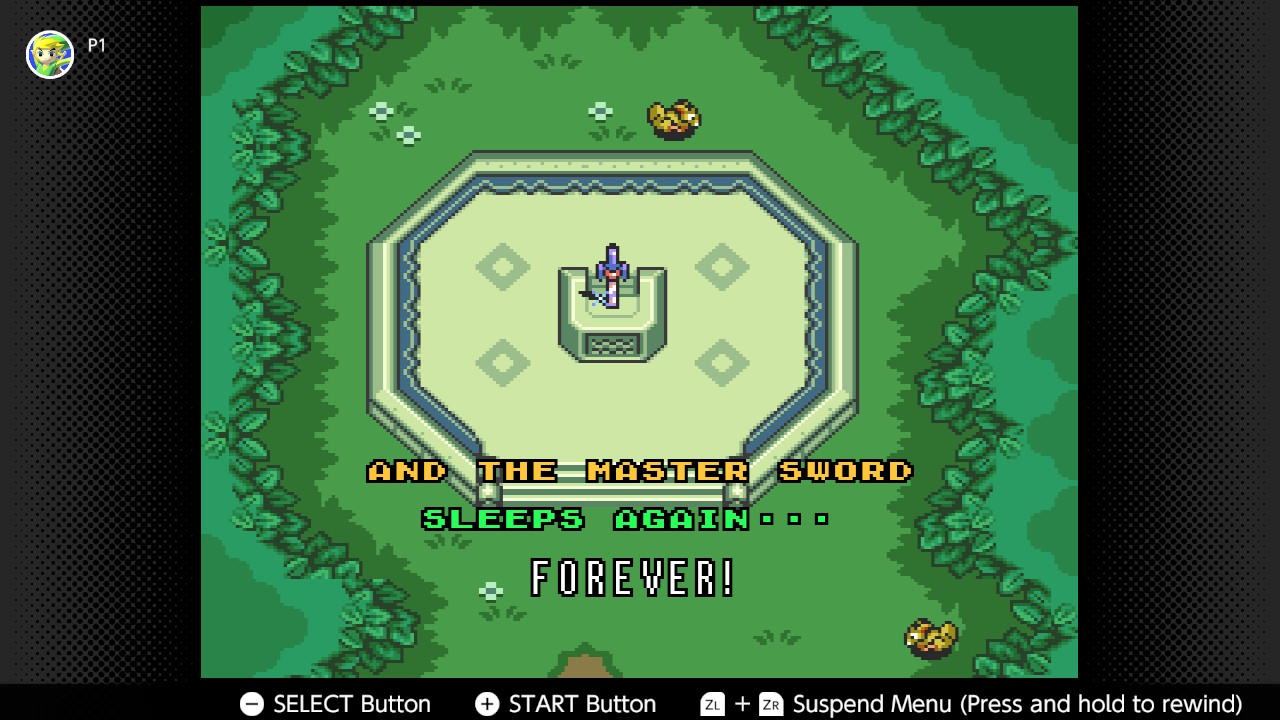 P1
AND THE MASTER SWORD
SLEEPS AGAIN···
FOREVER!
− SELECT Button + START Button ZL + ZR Suspend Menu (Press and hold to rewind)